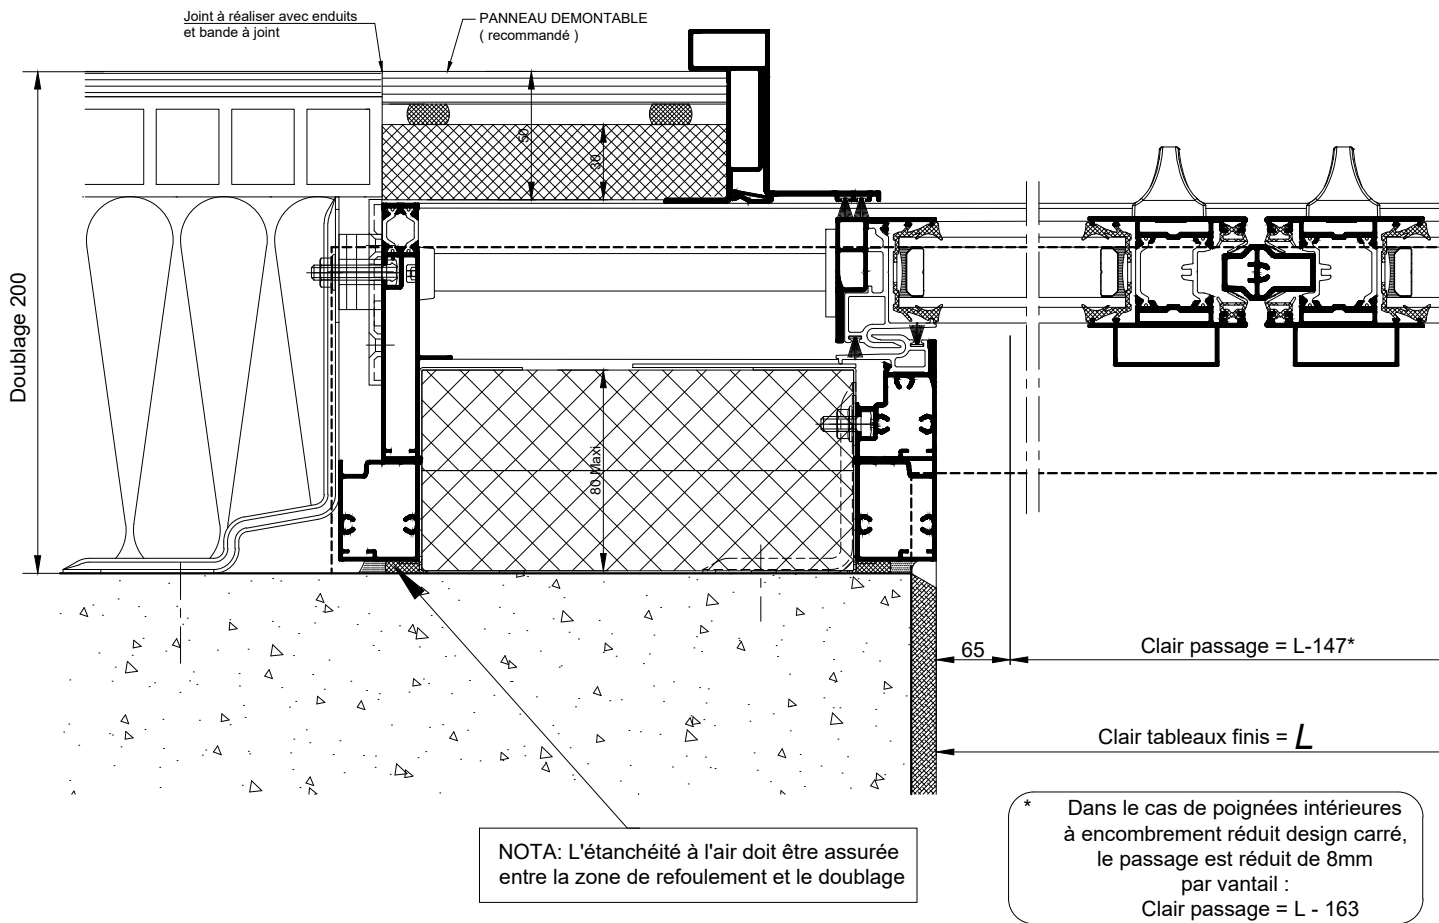 Joint à réaliser avec enduits
et bande à joint
PANNEAU DEMONTABLE
( recommandé )
50
30
Doublage 200
80 Maxi
65
Clair passage = L-147*
Clair tableaux finis = L
NOTA: L'étanchéité à l'air doit être assurée
entre la zone de refoulement et le doublage
* Dans le cas de poignées intérieures
à encombrement réduit design carré,
le passage est réduit de 8mm
par vantail :
Clair passage = L - 163